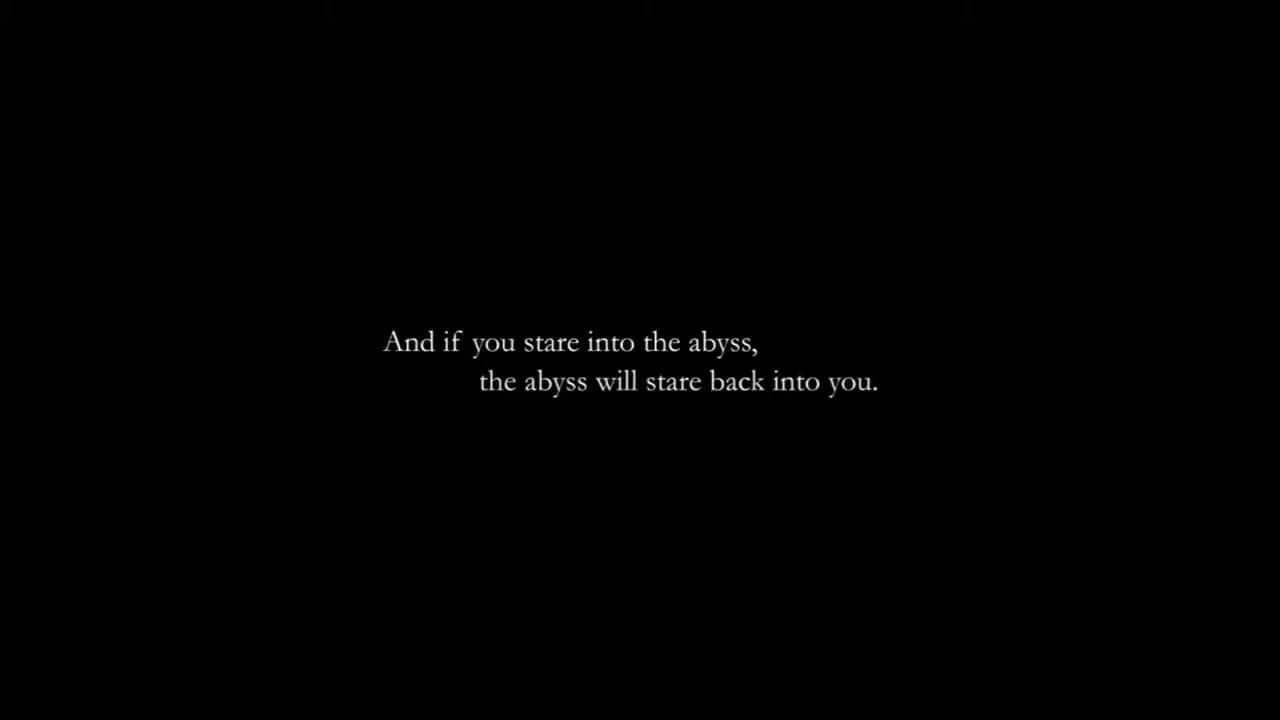 And if you stare into the abyss,
the abyss will stare back into you.